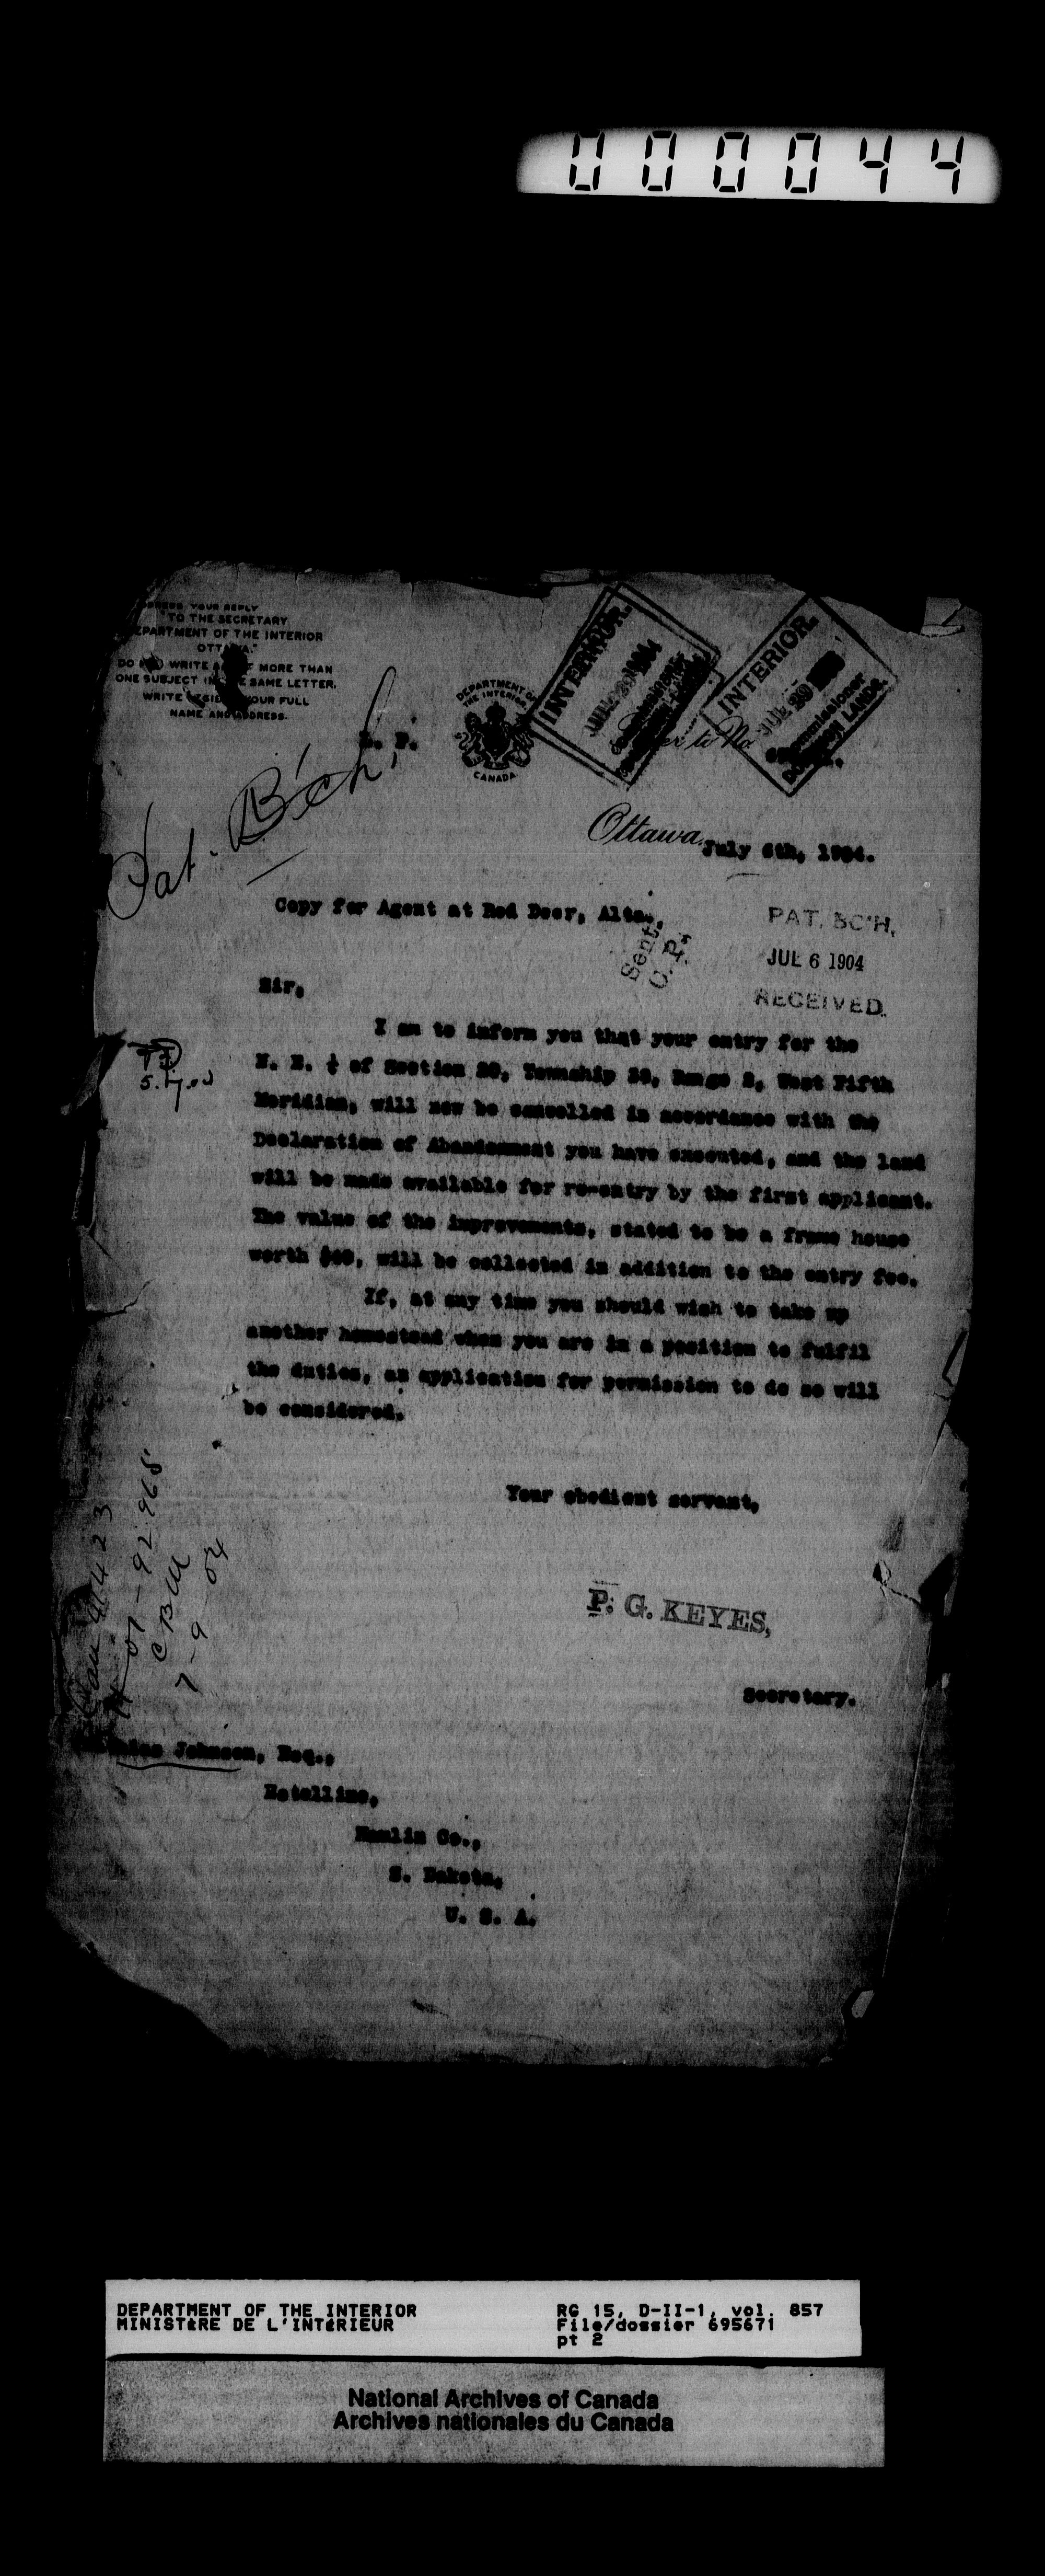 000044
YOUR REPLY
TO THE SECRETARY
DEPARTMENT OF THE INTERIOR
OTTAWA."
DO NOT WRITE MORE THAN
ONE SUBJECT IN SAME LETTER.
WRITE YOUR FULL
NAME AND ADDRESS.
DEPARTMENT OF
THE INTERIOR
CANADA
INTERIOR.
INTERIOR.
Commissioner
LANDS
to No
Pat. B'ch,
Ottawa, July 6th, 1904.
Copy for Agent at Red Deer, Alta.,
Sent.
PAT. BC'H,
JUL 6 1904
RECEIVED.
Sir,
I am to inform you that your entry for the
N. E. ¼ of Section 20, Township, Range 2, West Fifth
Meridian, will now be cancelled in accordance with the
Declaration of Abandonment you have executed, and the land
will be made available for re-entry by the first applicant.
The value of the improvements, stated to be a frame house
worth, will be collected in addition to the entry fee.
If, at any time you should wish to take up
another homestead when you are in a position to fulfil
the duties, an application for permission to do so will
be considered.
Your obedient servant,
P. G. KEYES,
Secretary.
C B M
7-9-04
Johnson, Esq.,
Estelline,
Hamlin Co.,
S. Dakota,
U. S. A.
DEPARTMENT OF THE INTERIOR
MINISTÈRE DE L'INTÉRIEUR
RG 15, D-II-1, vol. 857
File/dossier 695671
pt 2
National Archives of Canada
Archives nationales du Canada